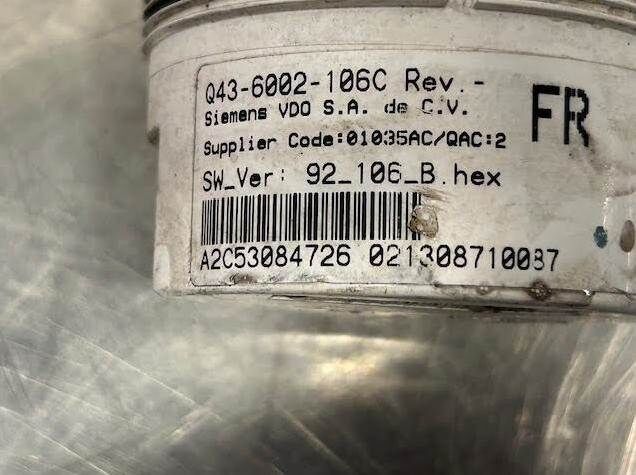 Q43-6002-106C Rev.-
Siemens VDO S.A. de C.V.
FR
Supplier Code:01035AC/QAC:2
SW_Ver: 92_106_B.hex
A2C53084726 021308710087